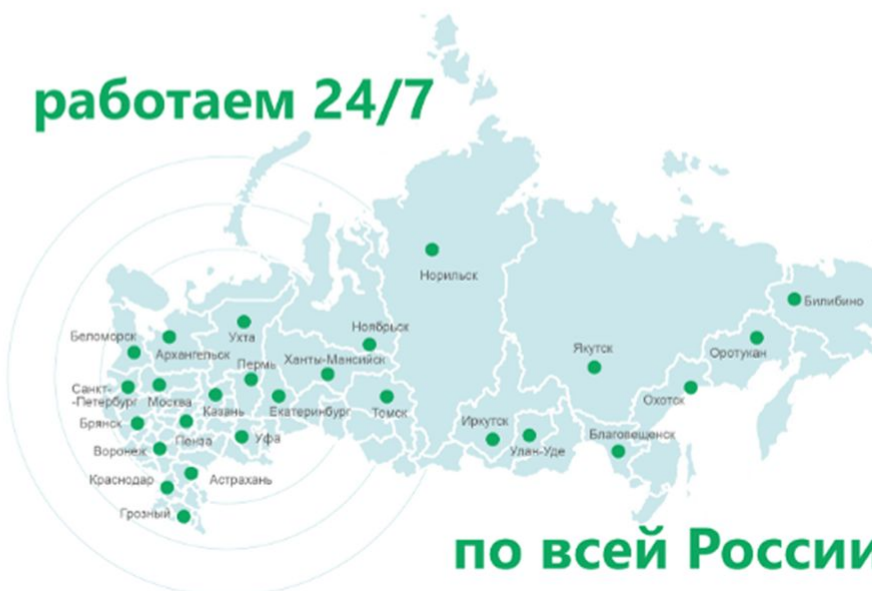 работаем 24/7
Норильск
Билибино
Ноябрьск
Беломорск
Ухта
Архангельск
Якутск
Оротукан
Ханты-Мансийск
Пермь
Санкт-
-Петербург
Москва
Казань
Екатеринбург
Томск
Охотск
Брянск
Пенза
Уфа
Иркутск
Благовещенск
Воронеж
Улан-Уде
Краснодар
Астрахань
Грозный
по всей России